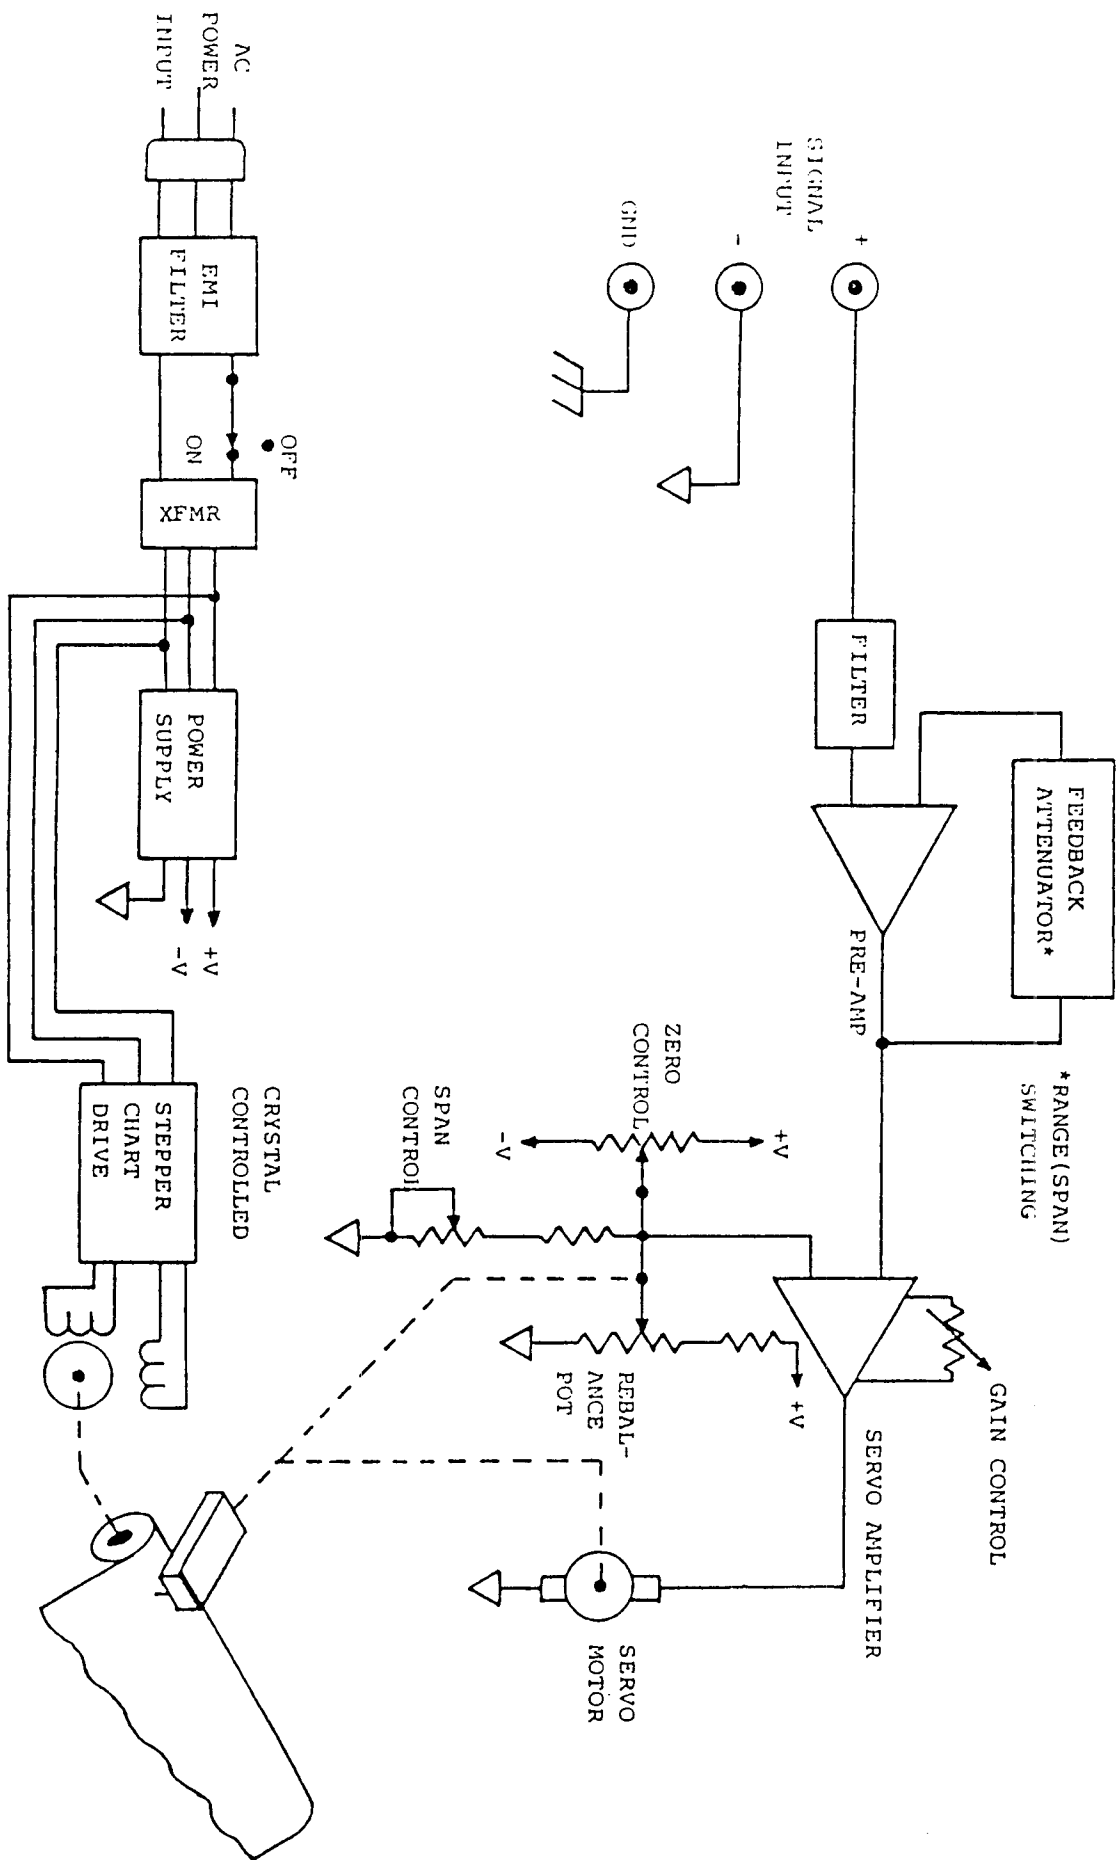 FEEDBACK
ATTENUATOR*
*RANGE(SPAN)
SWITCHING
GAIN CONTROL
SIGNAL
INPUT
+
-
GND
FILTER
PRE-AMP
SERVO AMPLIFIER
+V
-V
ZERO
CONTROL
SPAN
CONTROL
+V
REBAL-
ANCE
POT
SERVO
MOTOR
AC
POWER
INPUT
EMI
FILTER
OFF
ON
XFMR
POWER
SUPPLY
+V
-V
CRYSTAL
CONTROLLED
STEPPER
CHART
DRIVE